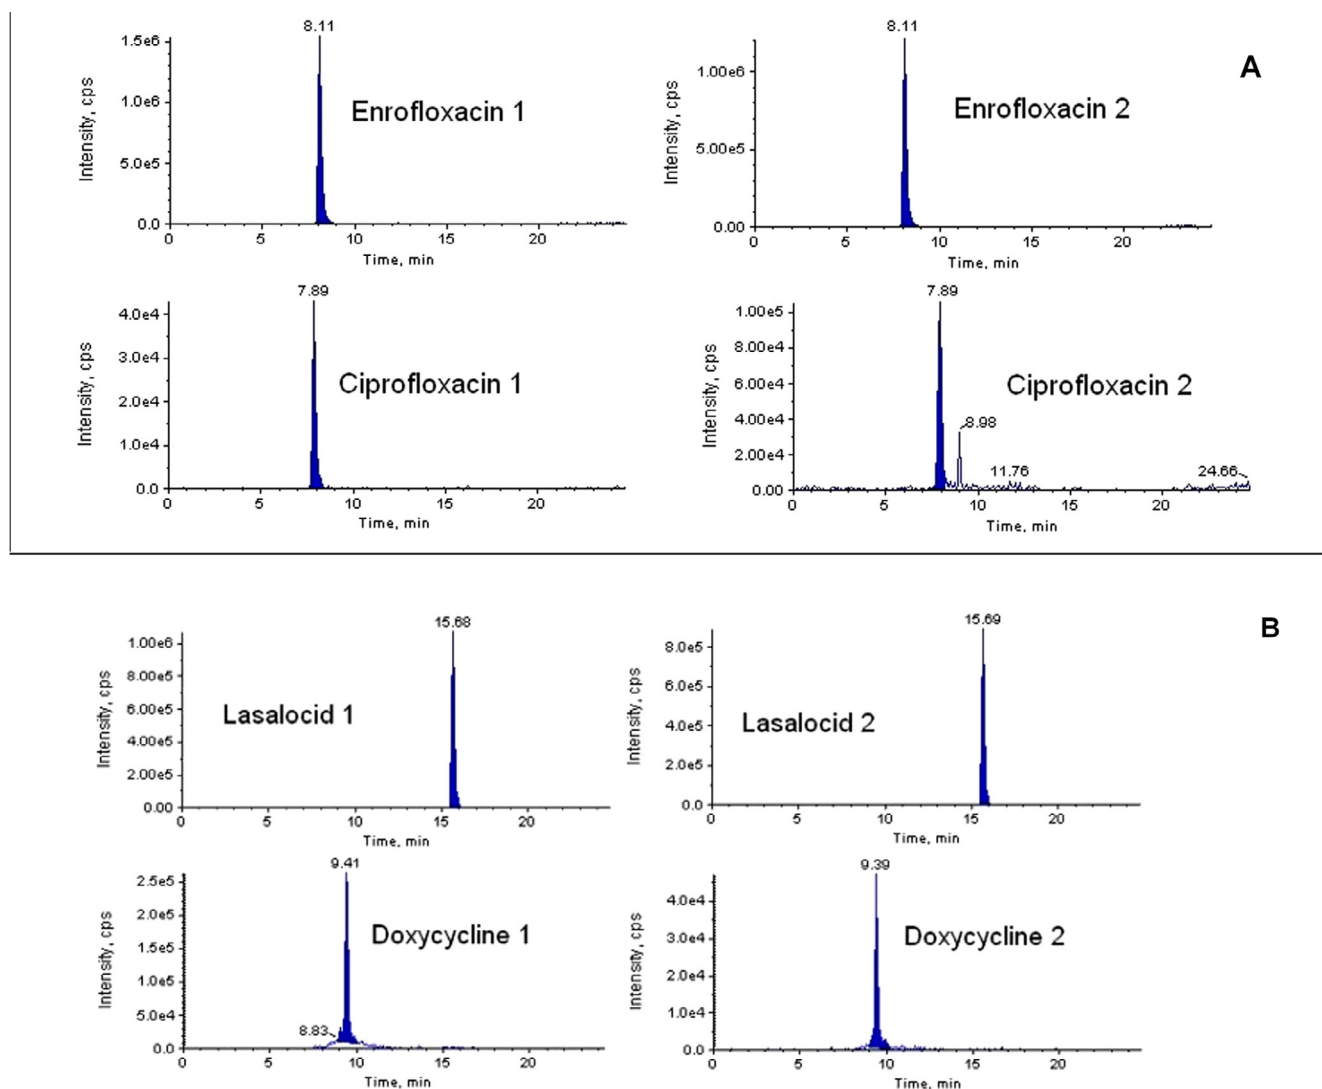 A
8.11
1.5e6
1.0e6
5.0e5
0.0
Intensity, cps
Enrofloxacin 1
0 5 10 15 20
Time, min
8.11
1.00e6
5.00e5
0.00
Intensity, cps
Enrofloxacin 2
0 5 10 15 20
Time, min
7.89
4.0e4
3.0e4
2.0e4
1.0e4
0.0
Intensity, cps
Ciprofloxacin 1
0 5 10 15 20
Time, min
7.89
1.00e5
8.00e4
6.00e4
4.00e4
2.00e4
0.00
Intensity, cps
Ciprofloxacin 2
8.98
11.76
24.66
0 5 10 15 20
Time, min
B
15.68
1.00e6
8.00e5
6.00e5
4.00e5
2.00e5
0.00
Intensity, cps
Lasalocid 1
0 5 10 15 20
Time, min
15.69
8.0e5
6.0e5
4.0e5
2.0e5
0.0
Intensity, cps
Lasalocid 2
0 5 10 15 20
Time, min
9.41
2.5e5
2.0e5
1.5e5
1.0e5
5.0e4
0.0
Intensity, cps
Doxycycline 1
8.83
0 5 10 15 20
Time, min
9.39
4.0e4
3.0e4
2.0e4
1.0e4
0.0
Intensity, cps
Doxycycline 2
0 5 10 15 20
Time, min